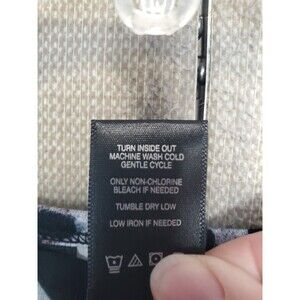 TURN INSIDE OUT
MACHINE WASH COLD
GENTLE CYCLE
ONLY NON-CHLORINE
BLEACH IF NEEDED
TUMBLE DRY LOW
LOW IRON IF NEEDED